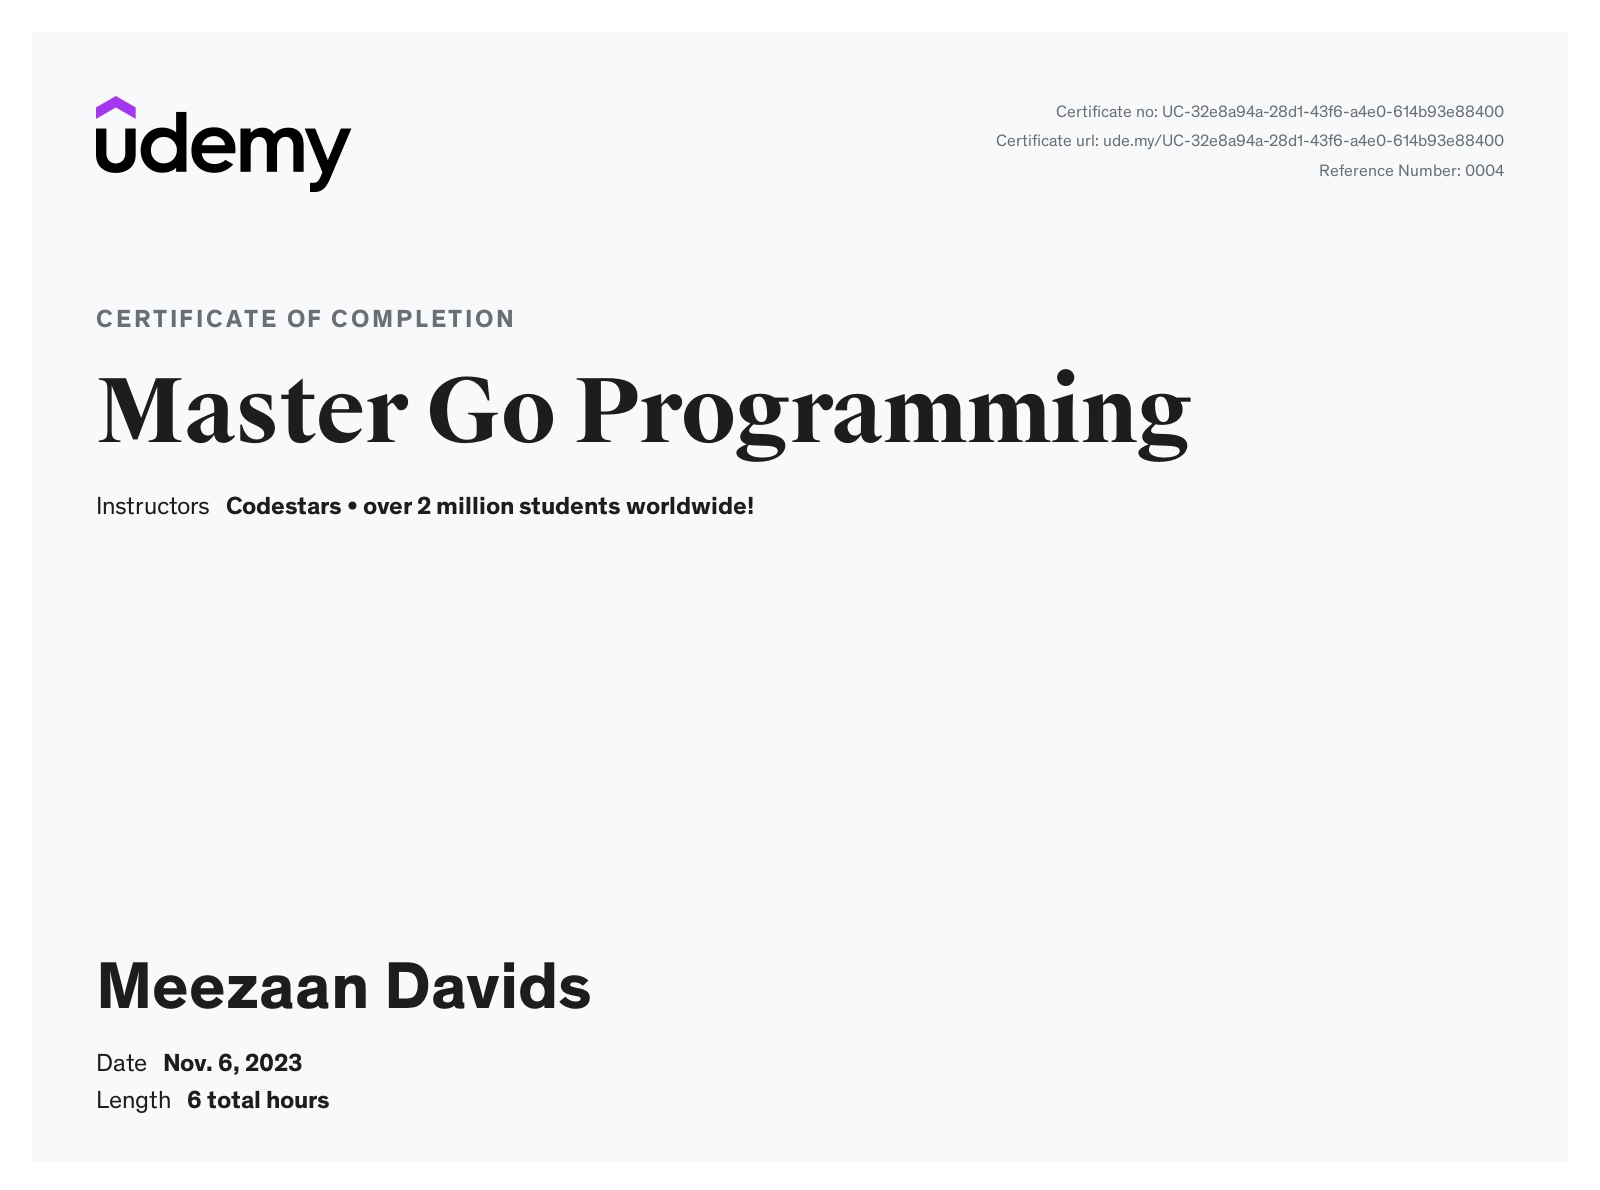 udemy
Certificate no: UC-32e8a94a-28d1-43f6-a4e0-614b93e88400
Certificate url: ude.my/UC-32e8a94a-28d1-43f6-a4e0-614b93e88400
Reference Number: 0004
CERTIFICATE OF COMPLETION
Master Go Programming
Instructors Codestars • over 2 million students worldwide!
Meezaan Davids
Date Nov. 6, 2023
Length 6 total hours